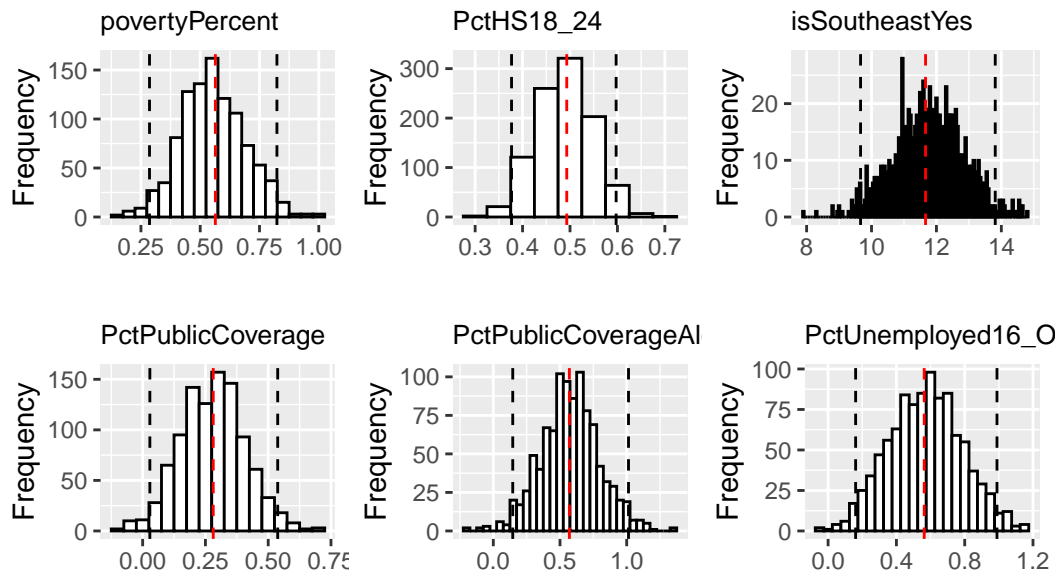 povertyPercent
Frequency
150
100
50
0
0.25 0.50 0.75 1.00
PctHS18_24
Frequency
300
200
100
0
0.3 0.4 0.5 0.6 0.7
isSoutheastYes
Frequency
20
10
0
8 10 12 14
PctPublicCoverage
Frequency
150
100
50
0
0.00 0.25 0.50 0.75
PctPublicCoverageAl
Frequency
100
75
50
25
0
0.0 0.5 1.0
PctUnemployed16_O
Frequency
100
75
50
25
0
0.0 0.4 0.8 1.2